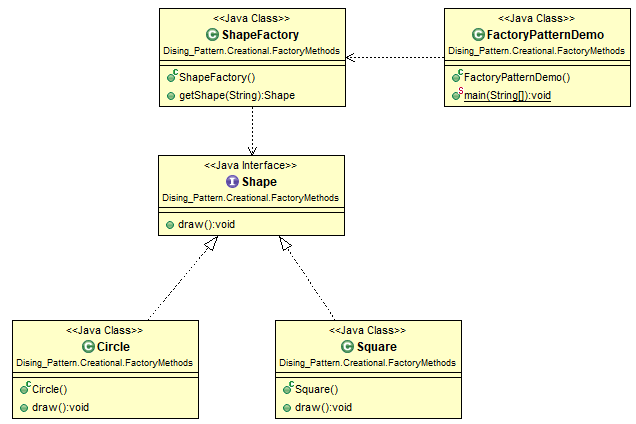 <<Java Class>>
ShapeFactory
Dising_Pattern.Creational.FactoryMethods
ShapeFactory()
getShape(String):Shape
<<Java Class>>
FactoryPatternDemo
Dising_Pattern.Creational.FactoryMethods
FactoryPatternDemo()
main(String[]):void
<<Java Interface>>
Shape
Dising_Pattern.Creational.FactoryMethods
draw():void
<<Java Class>>
Circle
Dising_Pattern.Creational.FactoryMethods
Circle()
draw():void
<<Java Class>>
Square
Dising_Pattern.Creational.FactoryMethods
Square()
draw():void